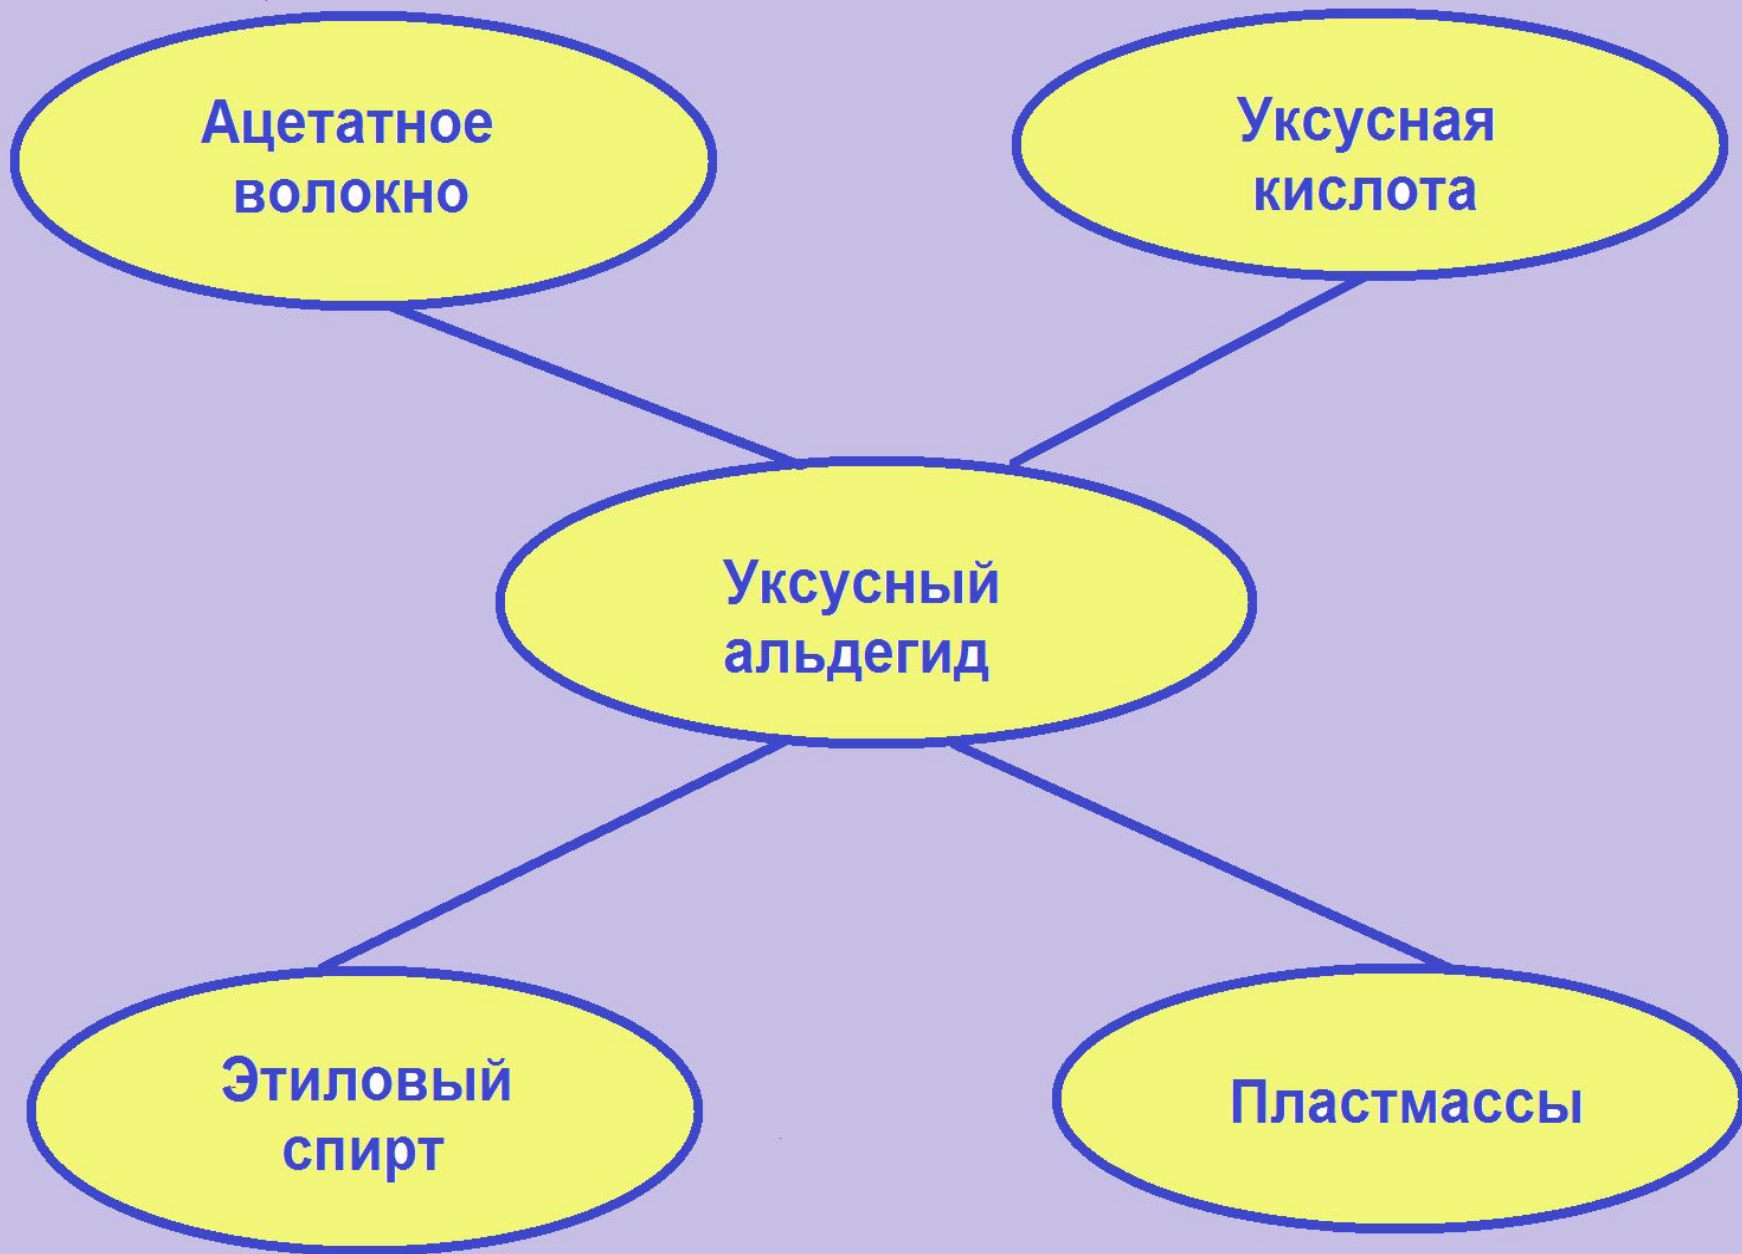 Ацетатное
волокно
Уксусная
кислота
Уксусный
альдегид
Этиловый
спирт
Пластмассы